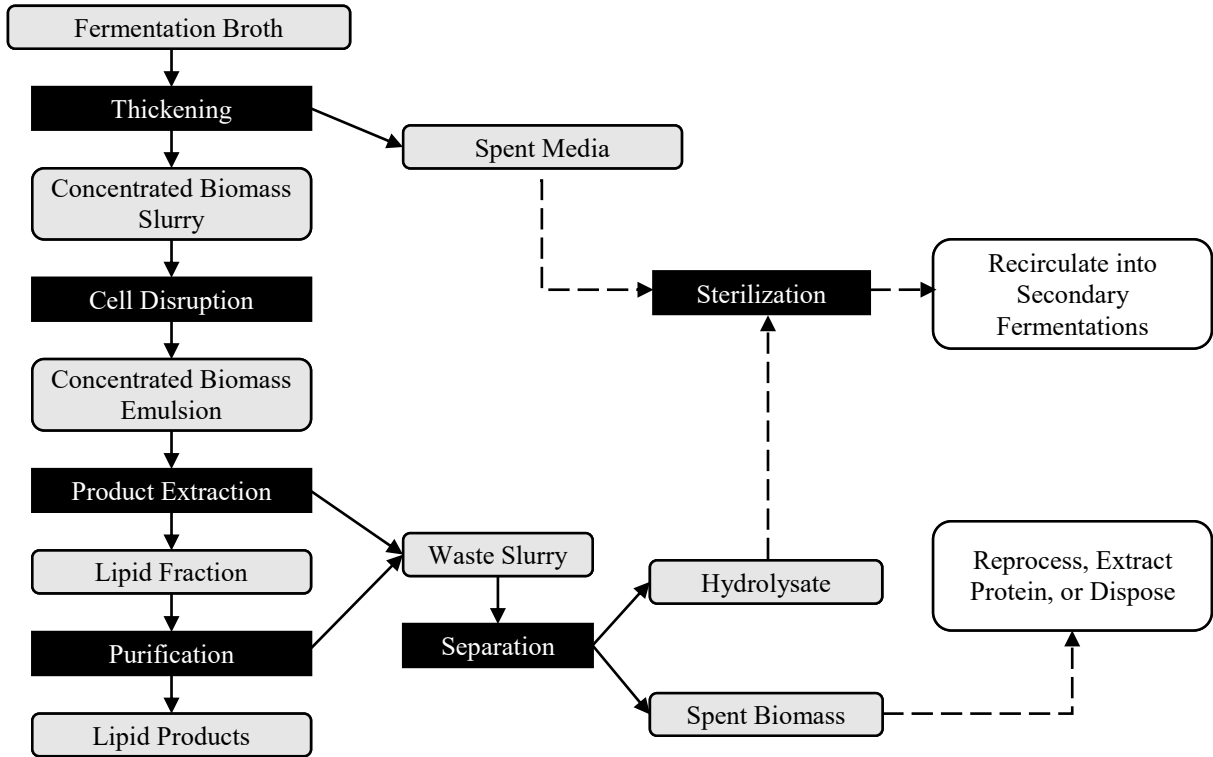 Fermentation Broth
Thickening
Spent Media
Concentrated Biomass
Slurry
Cell Disruption
Sterilization
Recirculate into
Secondary
Fermentations
Concentrated Biomass
Emulsion
Product Extraction
Lipid Fraction
Waste Slurry
Hydrolysate
Reprocess, Extract
Protein, or Dispose
Purification
Separation
Spent Biomass
Lipid Products